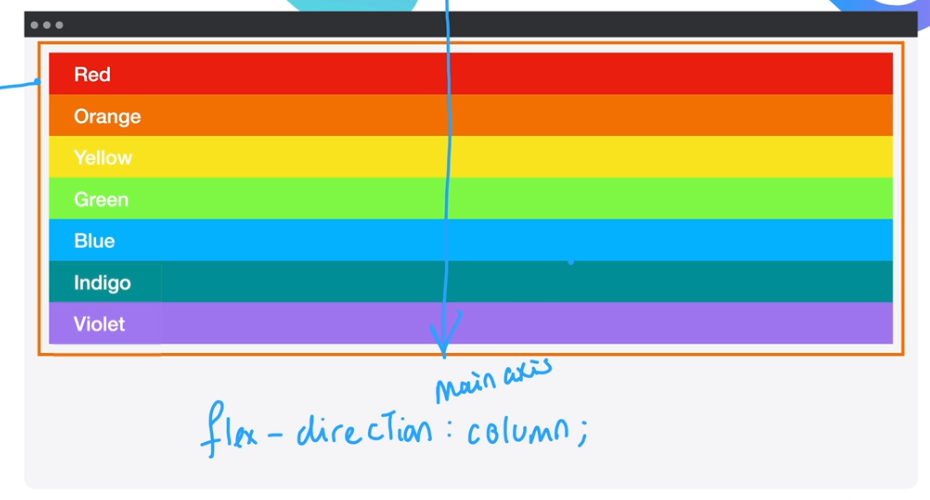 Red
Orange
Yellow
Green
Blue
Indigo
Violet
main axis
flex-direction: column;